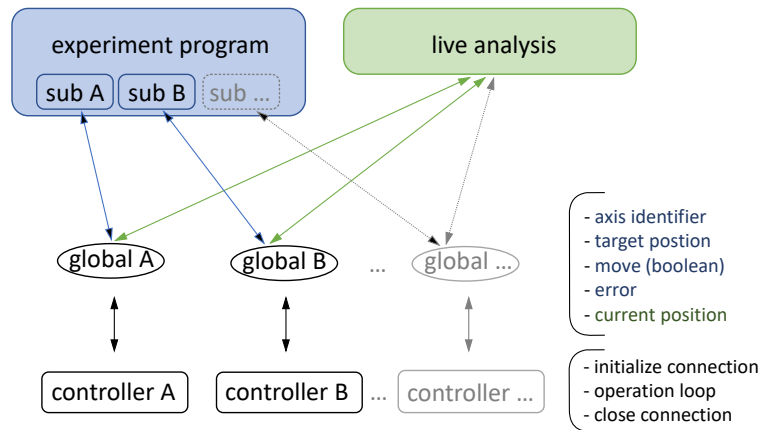 experiment program
live analysis
sub A
sub B
sub ...
global A
global B
...
global ...
- axis identifier
- target postion
- move (boolean)
- error
- current position
controller A
controller B
...
controller ...
- initialize connection
- operation loop
- close connection